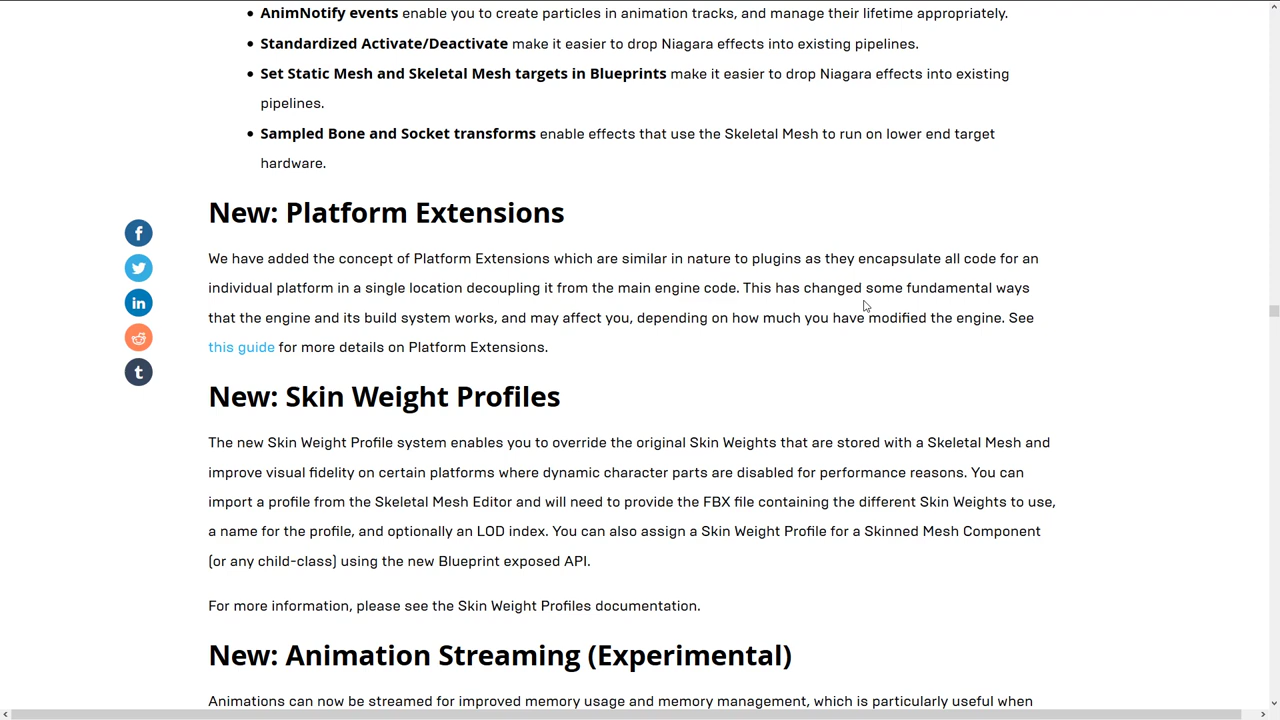 AnimNotify events enable you to create particles in animation tracks, and manage their lifetime appropriately.
Standardized Activate/Deactivate make it easier to drop Niagara effects into existing pipelines.
Set Static Mesh and Skeletal Mesh targets in Blueprints make it easier to drop Niagara effects into existing
pipelines.
Sampled Bone and Socket transforms enable effects that use the Skeletal Mesh to run on lower end target
hardware.
New: Platform Extensions
We have added the concept of Platform Extensions which are similar in nature to plugins as they encapsulate all code for an
individual platform in a single location decoupling it from the main engine code. This has changed some fundamental ways
that the engine and its build system works, and may affect you, depending on how much you have modified the engine. See
this guide for more details on Platform Extensions.
New: Skin Weight Profiles
The new Skin Weight Profile system enables you to override the original Skin Weights that are stored with a Skeletal Mesh and
improve visual fidelity on certain platforms where dynamic character parts are disabled for performance reasons. You can
import a profile from the Skeletal Mesh Editor and will need to provide the FBX file containing the different Skin Weights to use,
a name for the profile, and optionally an LOD index. You can also assign a Skin Weight Profile for a Skinned Mesh Component
(or any child-class) using the new Blueprint exposed API.
For more information, please see the Skin Weight Profiles documentation.
New: Animation Streaming (Experimental)
Animations can now be streamed for improved memory usage and memory management, which is particularly useful when